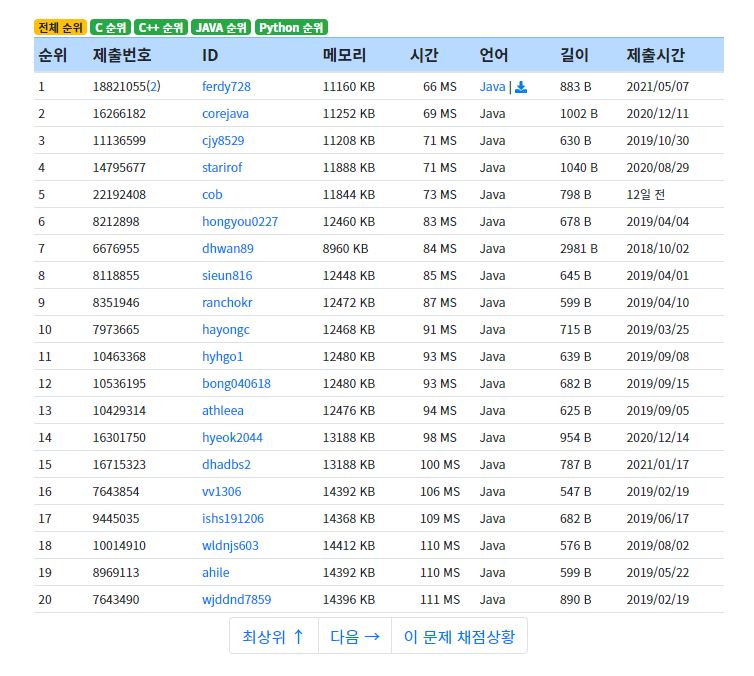 전체 순위 C 순위 C++ 순위 JAVA 순위 Python 순위
순위 제출번호 ID 메모리 시간 언어 길이 제출시간
1 18821055(2) ferdy728 11160 KB 66 MS Java | 883 B 2021/05/07
2 16266182 corejava 11252 KB 69 MS Java 1002 B 2020/12/11
3 11136599 cjy8529 11208 KB 71 MS Java 630 B 2019/10/30
4 14795677 starirof 11888 KB 71 MS Java 1040 B 2020/08/29
5 22192408 cob 11844 KB 73 MS Java 798 B 12일 전
6 8212898 hongyou0227 12460 KB 83 MS Java 678 B 2019/04/04
7 6676955 dhwan89 8960 KB 84 MS Java 2981 B 2018/10/02
8 8118855 sieun816 12448 KB 85 MS Java 645 B 2019/04/01
9 8351946 ranchokr 12472 KB 87 MS Java 599 B 2019/04/10
10 7973665 hayongc 12468 KB 91 MS Java 715 B 2019/03/25
11 10463368 hyhgo1 12480 KB 93 MS Java 639 B 2019/09/08
12 10536195 bong040618 12480 KB 93 MS Java 682 B 2019/09/15
13 10429314 athleea 12476 KB 94 MS Java 625 B 2019/09/05
14 16301750 hyeok2044 13188 KB 98 MS Java 954 B 2020/12/14
15 16715323 dhadbs2 13188 KB 100 MS Java 787 B 2021/01/17
16 7643854 vv1306 14392 KB 106 MS Java 547 B 2019/02/19
17 9445035 ishs191206 14368 KB 109 MS Java 682 B 2019/06/17
18 10014910 wldnjs603 14412 KB 110 MS Java 576 B 2019/08/02
19 8969113 ahile 14392 KB 110 MS Java 599 B 2019/05/22
20 7643490 wjddnd7859 14396 KB 111 MS Java 890 B 2019/02/19
최상위 ↑ 다음 → 이 문제 채점상황